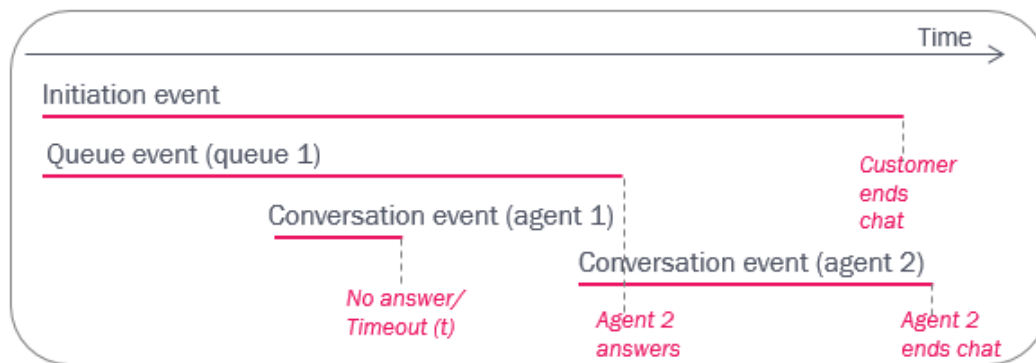 Time
Initiation event
Queue event (queue 1)
Customer
ends
chat
Conversation event (agent 1)
Conversation event (agent 2)
No answer/
Timeout (t)
Agent 2
answers
Agent 2
ends chat